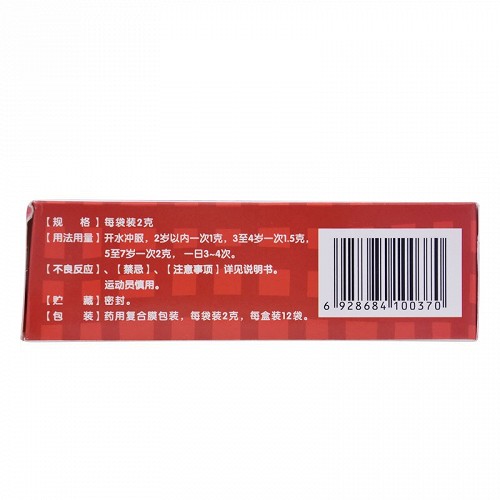 【规　格】每袋装2克
【用法用量】开水冲服，2岁以内一次1克，3至4岁一次1.5克，
5至7岁一次2克，一日3~4次。
【不良反应】、【禁忌】、【注意事项】详见说明书。
运动员慎用。
【贮　藏】密封。
【包　装】药用复合膜包装，每袋装2克，每盒装12袋。
6 928684 100370